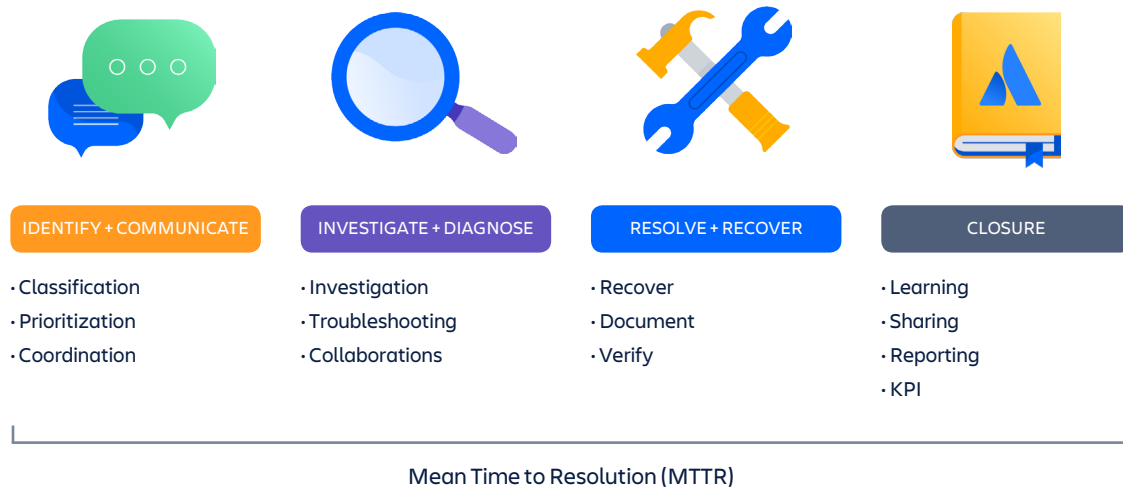 IDENTIFY + COMMUNICATE
· Classification
· Prioritization
· Coordination
INVESTIGATE + DIAGNOSE
· Investigation
· Troubleshooting
· Collaborations
RESOLVE + RECOVER
· Recover
· Document
· Verify
CLOSURE
· Learning
· Sharing
· Reporting
· KPI
Mean Time to Resolution (MTTR)